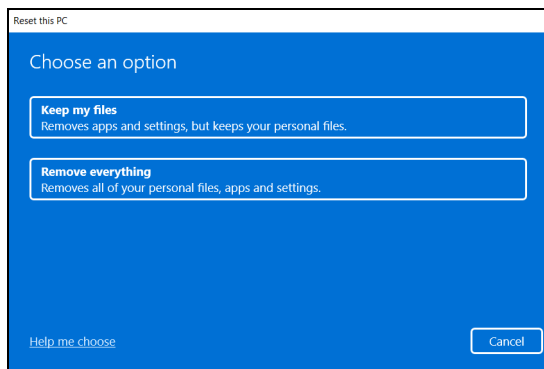 Reset this PC
Choose an option
Keep my files
Removes apps and settings, but keeps your personal files.
Remove everything
Removes all of your personal files, apps and settings.
Help me choose
Cancel